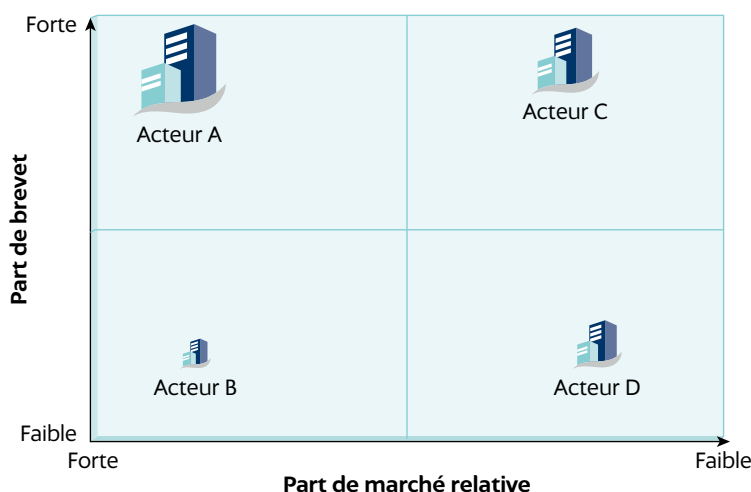 Forte
Acteur A
Acteur C
Part de brevet
Acteur B
Acteur D
Faible
Forte
Faible
Part de marché relative